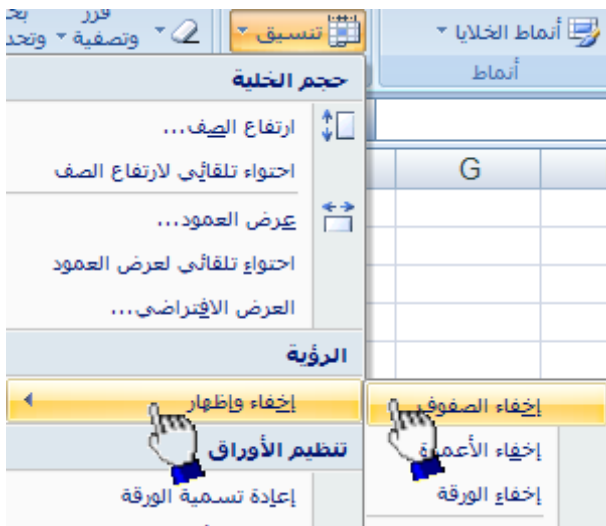 أنماط الخلايا
تنسيق
فرز
وتصفية
أنماط
حجم الخلية
ارتفاع الصف...
احتواء تلقائي لارتفاع الصف
عرض العمود...
احتواء تلقائي لعرض العمود
العرض الافتراضي...
الرؤية
إخفاء وإظهار
تنظيم الأوراق
إعادة تسمية الورقة
G
إخفاء الصفوف
إخفاء الأعمدة
إخفاء الورقة